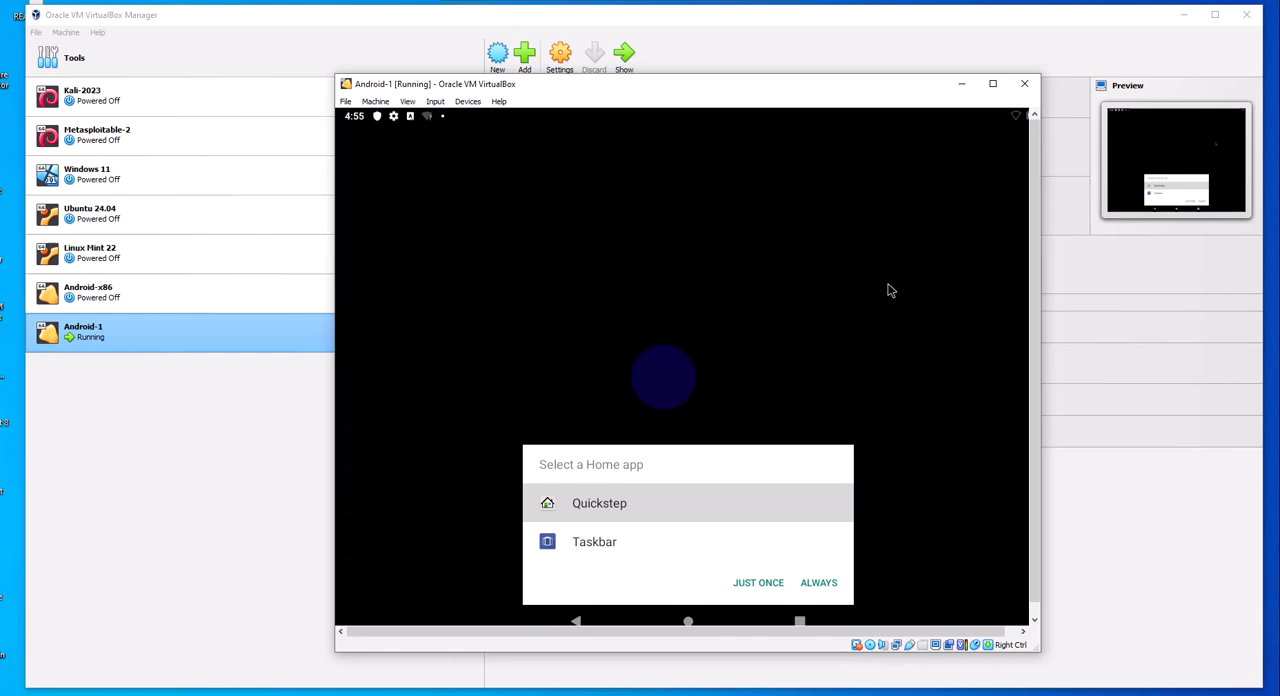 REA
Oracle VM VirtualBox Manager
File Machine Help
Tools
New Add Settings Discard Show
Kali-2023
Powered Off
Metasploitable-2
Powered Off
Windows 11
Powered Off
Ubuntu 24.04
Powered Off
Linux Mint 22
Powered Off
Android-x86
Powered Off
Android-1
Running
Android-1 [Running] - Oracle VM VirtualBox
File Machine View Input Devices Help
4:55
Select a Home app
Quickstep
Taskbar
JUST ONCE ALWAYS
Right Ctrl
Preview